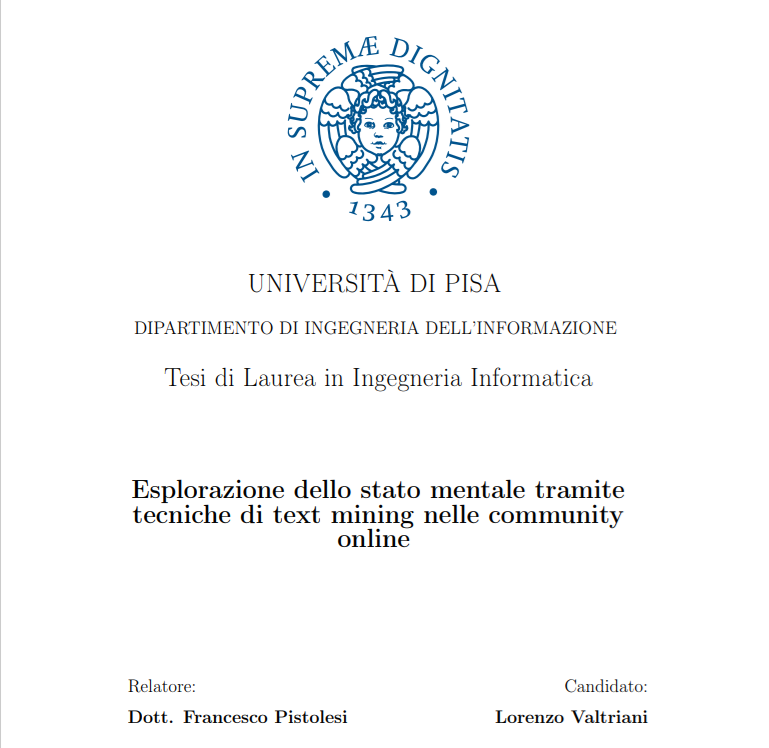 IN SUPREMÆ DIGNITATIS
1343
UNIVERSITÀ DI PISA
DIPARTIMENTO DI INGEGNERIA DELL'INFORMAZIONE
Tesi di Laurea in Ingegneria Informatica
Esplorazione dello stato mentale tramite
tecniche di text mining nelle community
online
Relatore:
Candidato:
Dott. Francesco Pistolesi
Lorenzo Valtriani